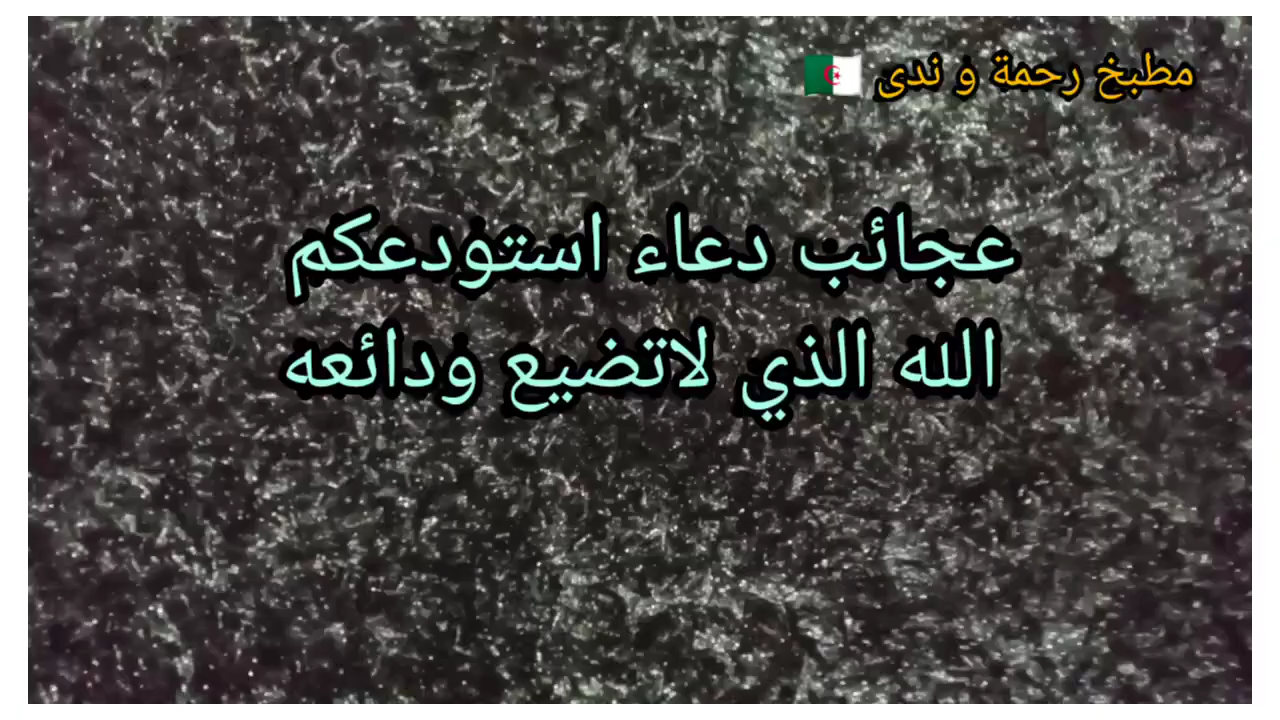 مطبخ رحمة و ندى 🇩🇿
عجائب دعاء استودعكم
الله الذي لاتضيع ودائعه